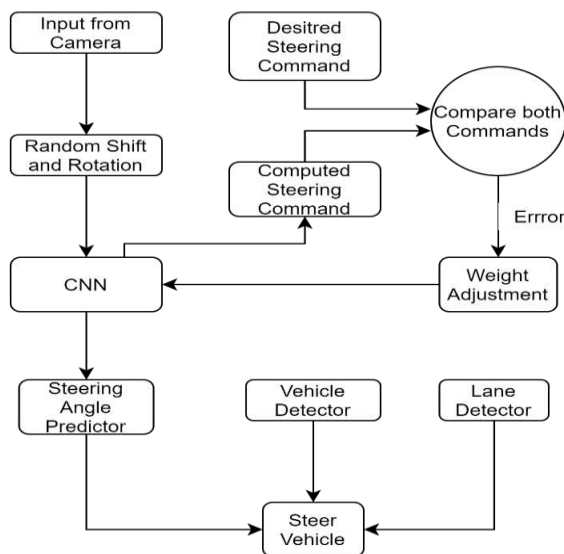 Input from
Camera
Desitred
Steering
Command
Compare both
Commands
Random Shift
and Rotation
Computed
Steering
Command
Errror
CNN
Weight
Adjustment
Steering
Angle
Predictor
Vehicle
Detector
Lane
Detector
Steer
Vehicle